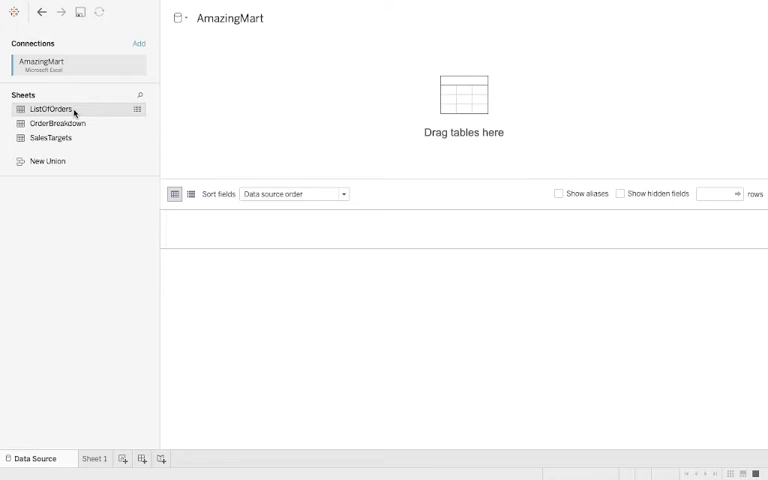 AmazingMart
Connections
Add
AmazingMart
Microsoft Excel
Sheets
ListOfOrders
OrderBreakdown
SalesTargets
New Union
Drag tables here
Sort fields
Data source order
Show aliases
Show hidden fields
rows
Data Source
Sheet 1